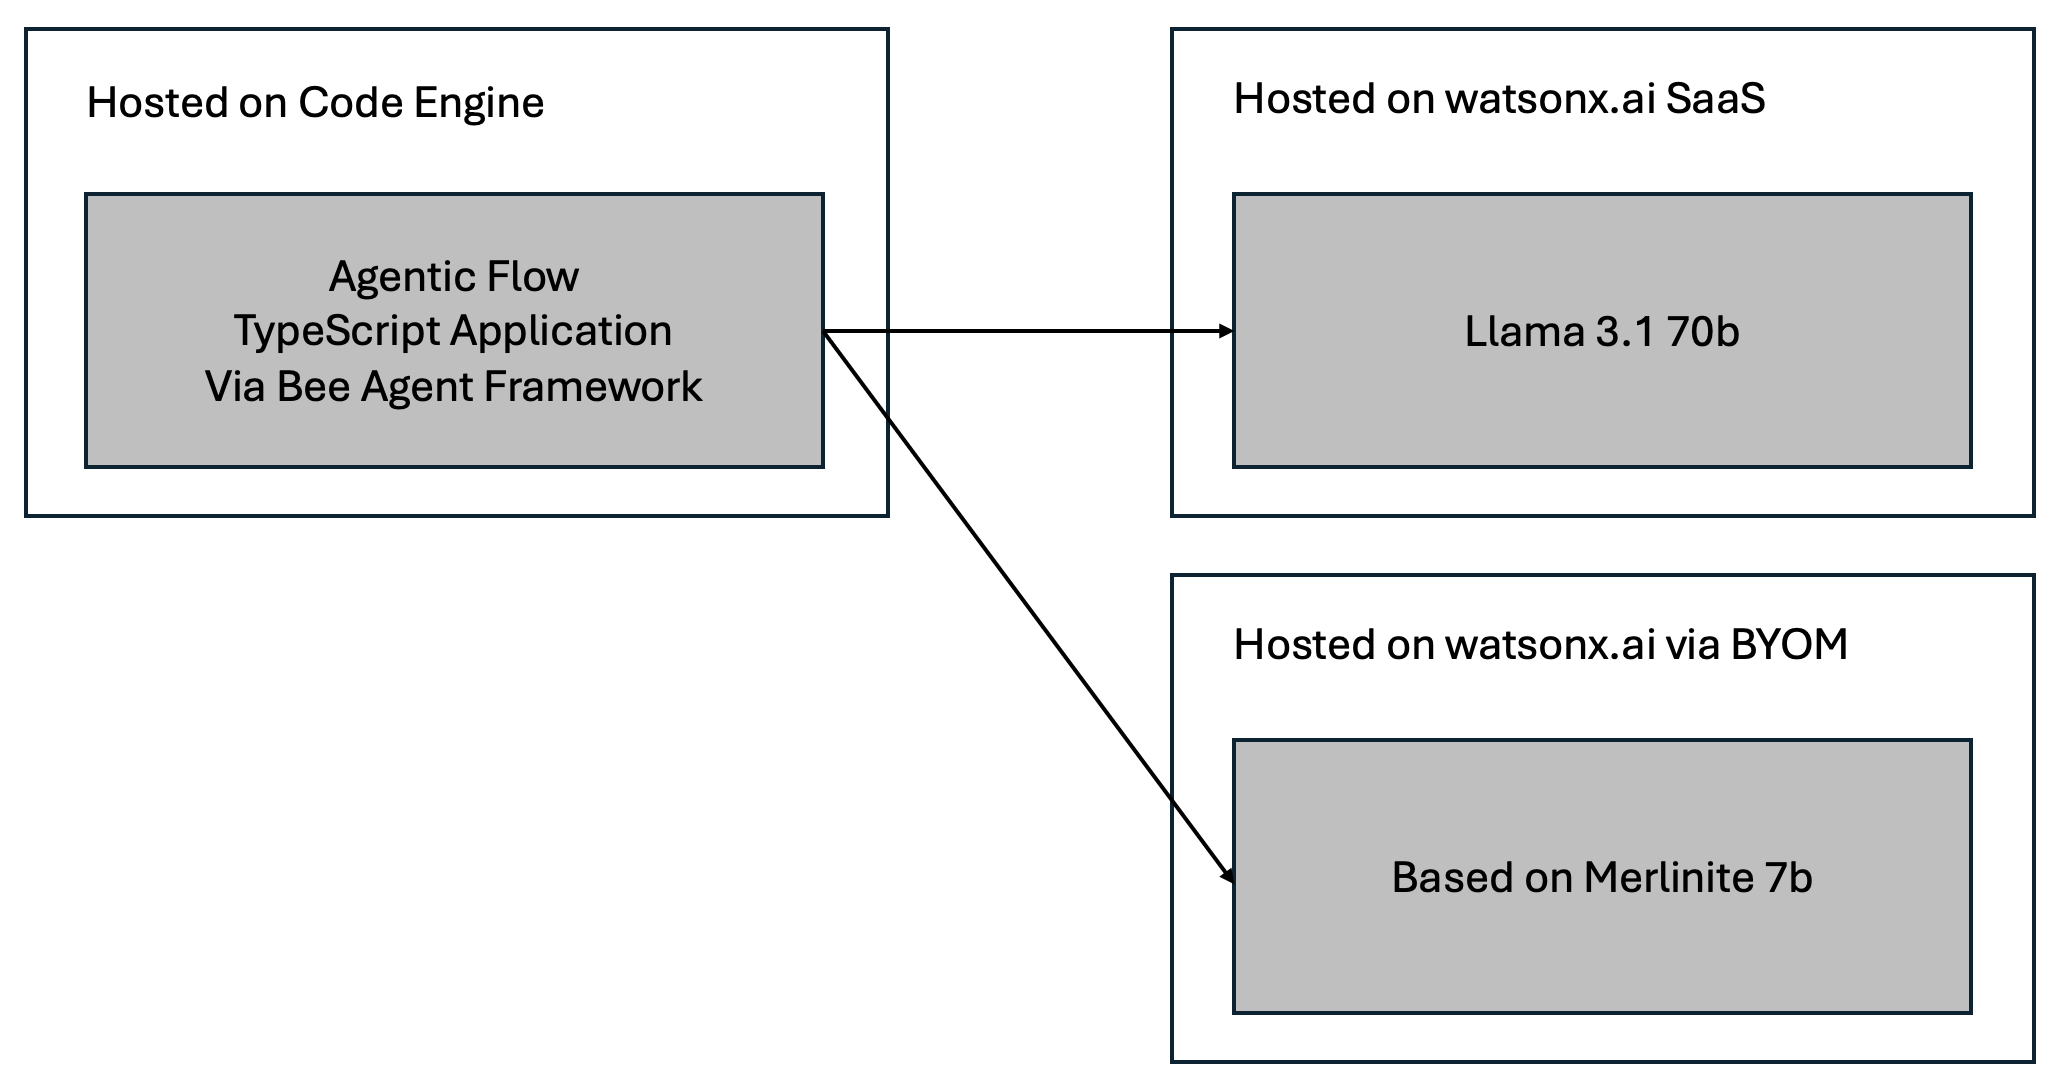 Hosted on Code Engine
Agentic Flow
TypeScript Application
Via Bee Agent Framework
Hosted on watsonx.ai SaaS
Llama 3.1 70b
Hosted on watsonx.ai via BYOM
Based on Merlinite 7b